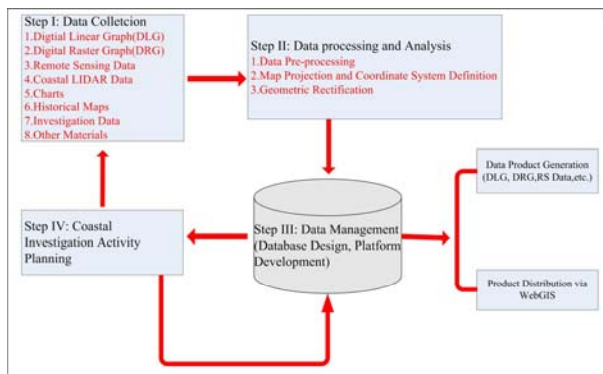 Step I: Data Colletcion
1.Digtial Linear Graph(DLG)
2.Digital Raster Graph(DRG)
3.Remote Sensing Data
4.Coastal LIDAR Data
5.Charts
6.Historical Maps
7.Investigation Data
8.Other Materials
Step II: Data processing and Analysis
1.Data Pre-processing
2.Map Projection and Coordinate System Definition
3.Geometric Rectification
Step III: Data Management
(Database Design, Platform
Development)
Step IV: Coastal
Investigation Activity
Planning
Data Product Generation
(DLG, DRG,RS Data,etc.)
Product Distribution via
WebGIS